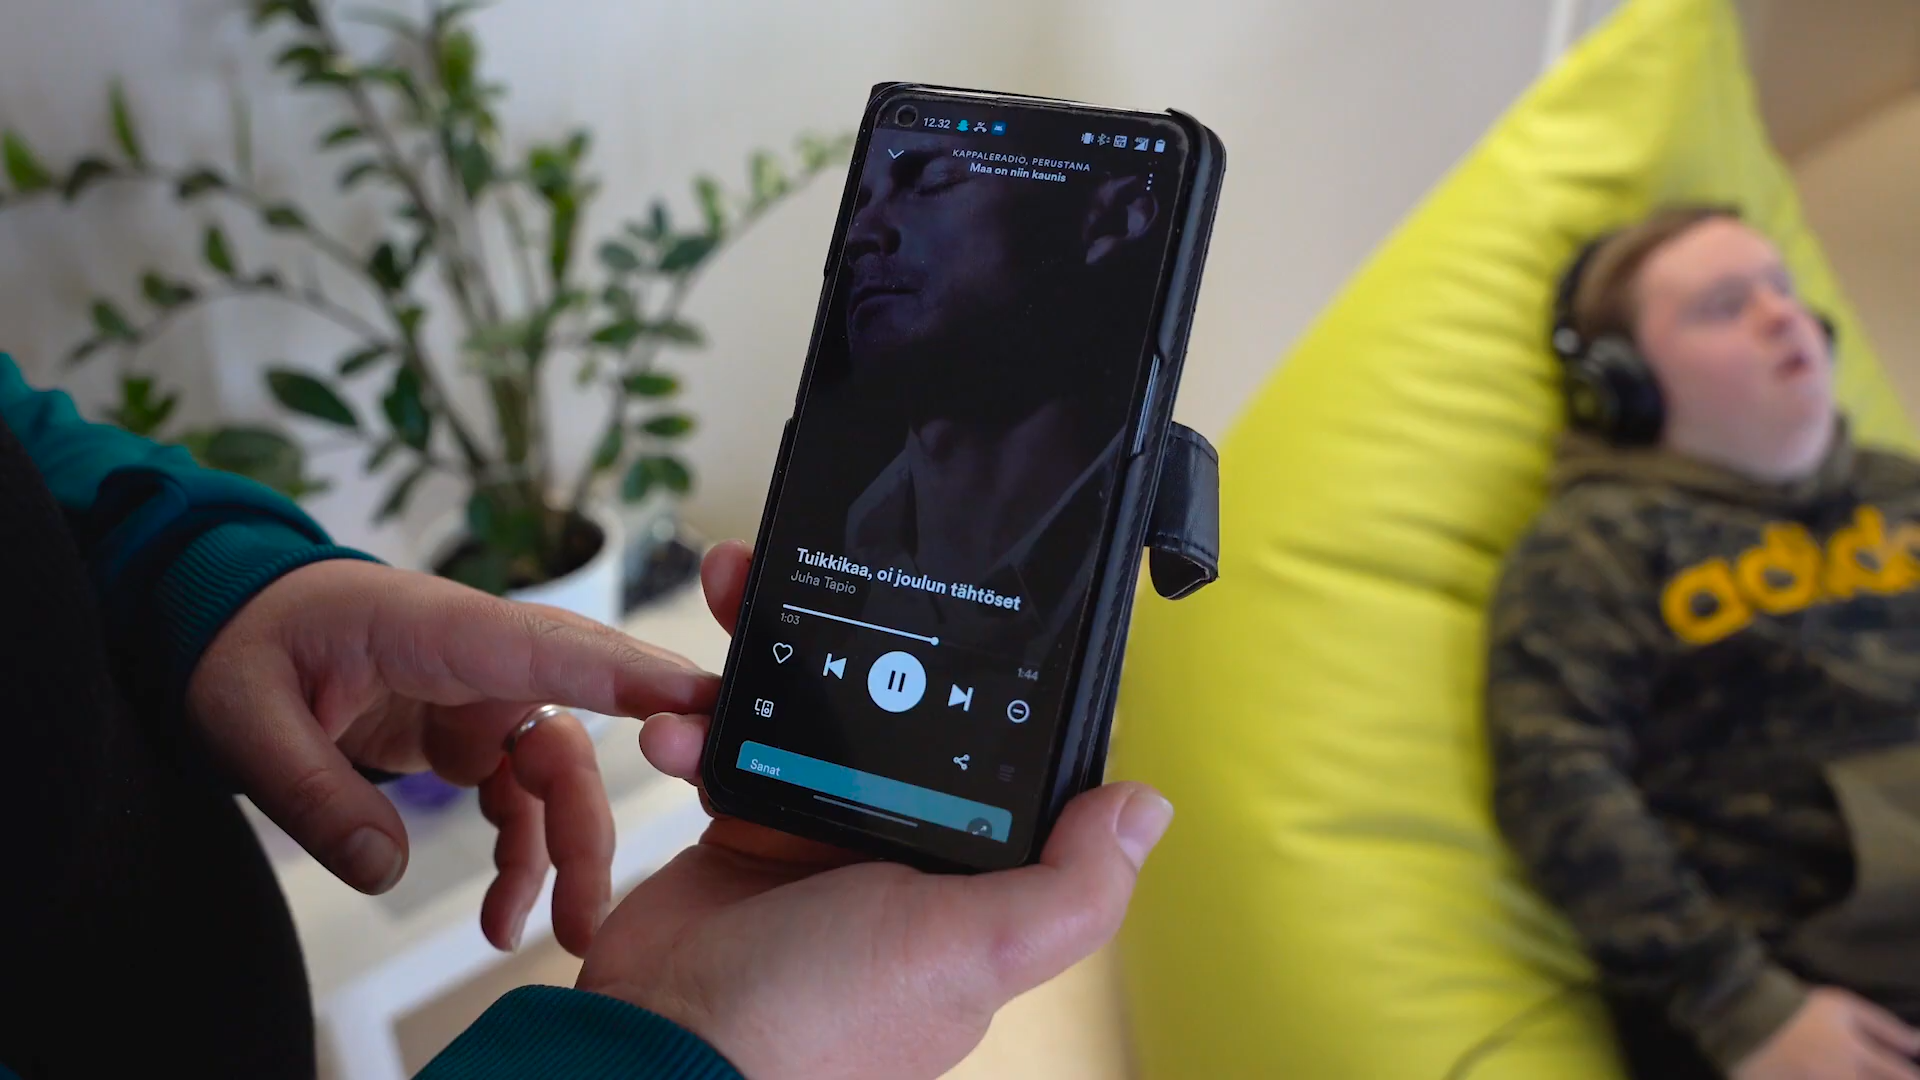 12.32
KAPPALERADIO, PERUSTANA
Maa on niin kaunis
Tuikkikaa, oi joulun tähtöset
Juha Tapio
1:03
1:44
Sanat
adidas